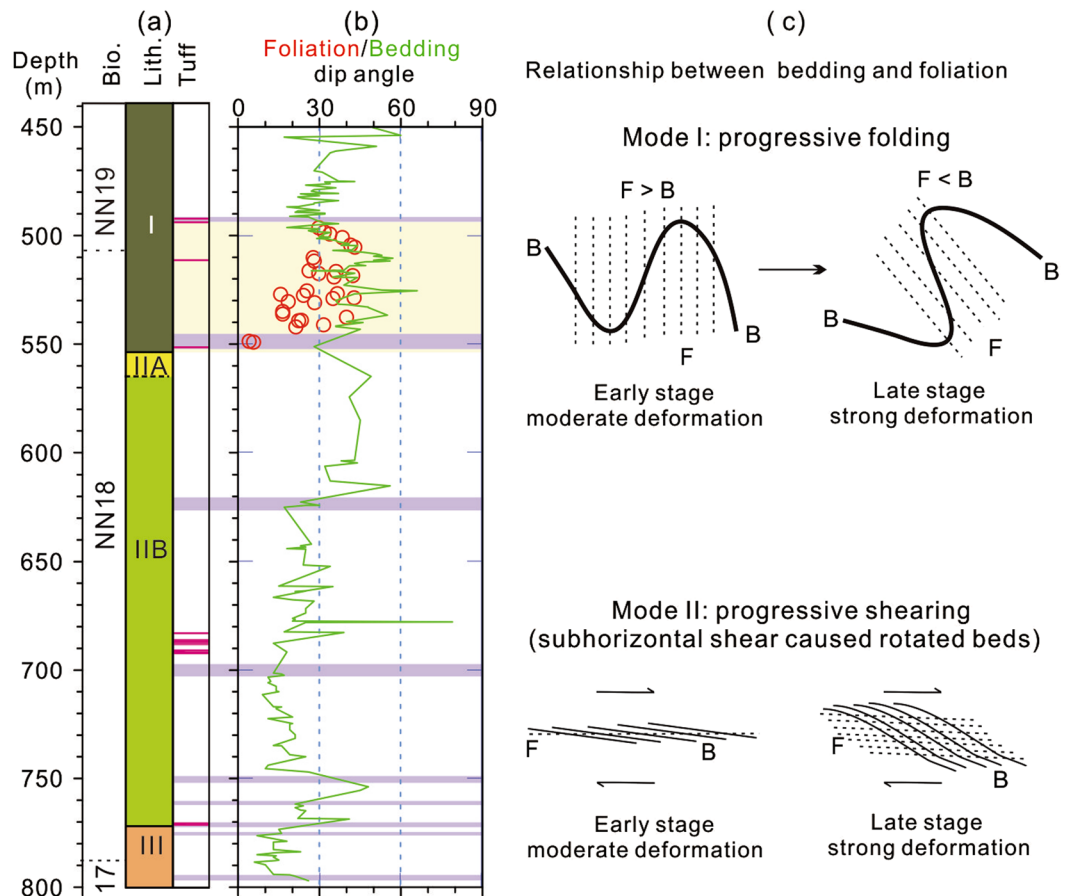 (a)
(b)
(c)
Depth
(m)
Bio.
Lith.
Tuff
Foliation/Bedding
dip angle
0 30 60 90
450
500
550
600
650
700
750
800
NN19
NN18
17
I
IIA
IIB
III
Relationship between bedding and foliation
Mode I: progressive folding
F > B
F < B
B
B
F
B
B
F
Early stage
moderate deformation
Late stage
strong deformation
Mode II: progressive shearing
(subhorizontal shear caused rotated beds)
F
B
F
B
Early stage
moderate deformation
Late stage
strong deformation